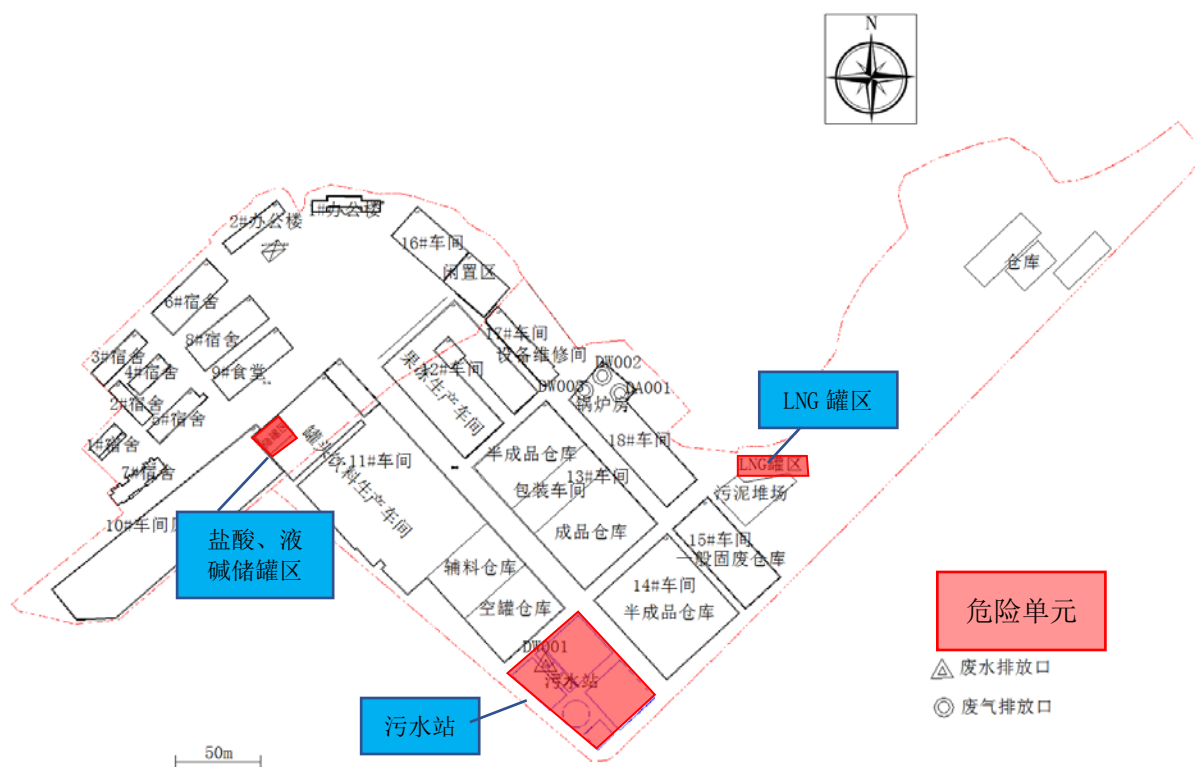 N
2#办公楼
1#办公楼
16#车间
闲置区
仓库
6#宿舍
8#宿舍
9#食堂
3#宿舍
4#宿舍
2#宿舍
5#宿舍
1#宿舍
7#宿舍
17#车间
设备维修间
12#车间
果冻生产车间
DW002
DW003
DA001
锅炉房
18#车间
LNG 罐区
LNG罐区
污泥堆场
罐头饮料生产车间
11#车间
半成品仓库
13#车间
包装车间
成品仓库
10#车间
盐酸、液
碱储罐区
15#车间
一般固废仓库
辅料仓库
空罐仓库
14#车间
半成品仓库
危险单元
DW001
污水站
污水站
废水排放口
废气排放口
50m